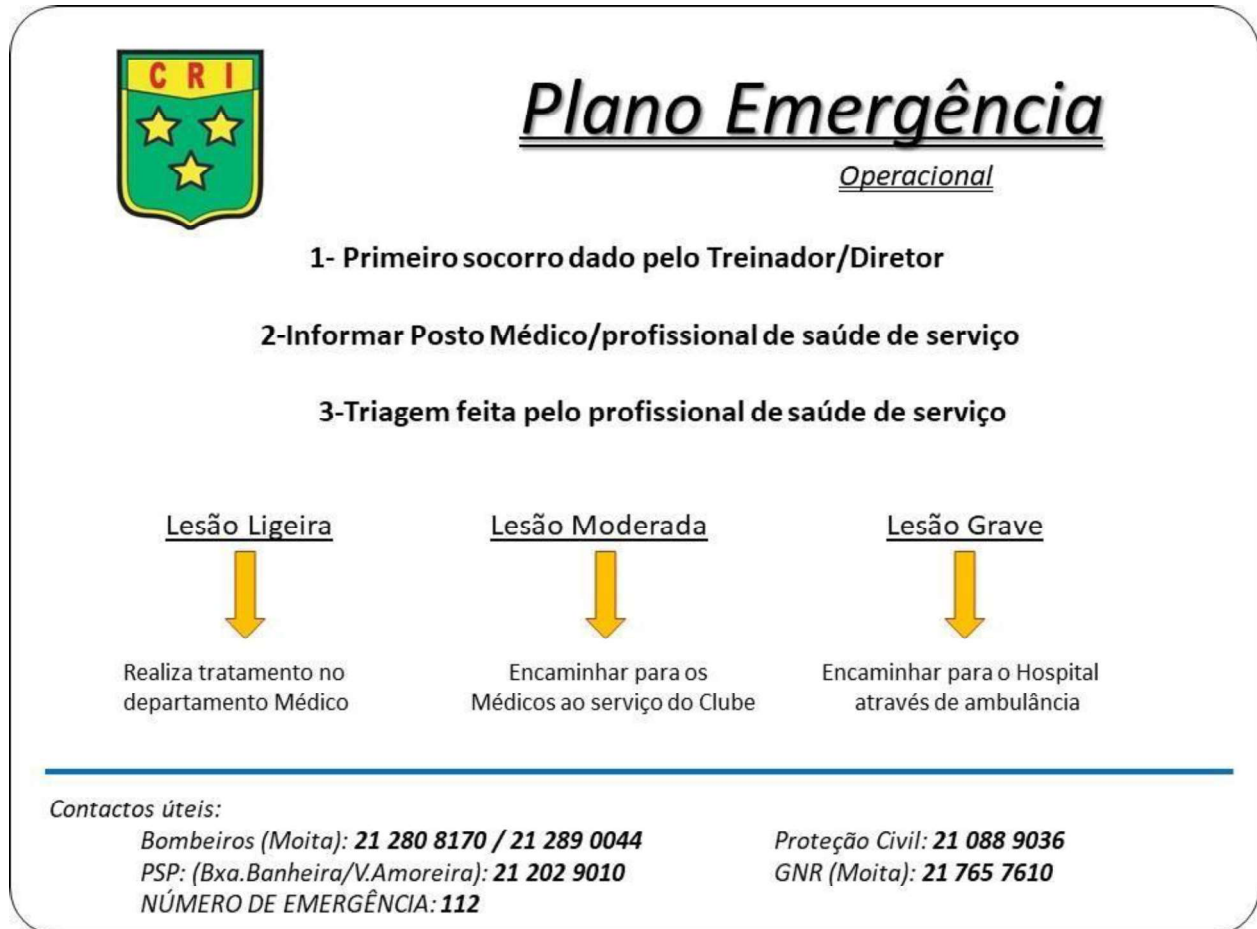 CRI
Plano Emergência
Operacional
1- Primeiro socorro dado pelo Treinador/Diretor
2-Informar Posto Médico/profissional de saúde de serviço
3-Triagem feita pelo profissional de saúde de serviço
Lesão Ligeira
Realiza tratamento no
departamento Médico
Lesão Moderada
Encaminhar para os
Médicos ao serviço do Clube
Lesão Grave
Encaminhar para o Hospital
através de ambulância
Contactos úteis:
Bombeiros (Moita): 21 280 8170 / 21 289 0044
PSP: (Bxa.Banheira/V.Amoreira): 21 202 9010
NÚMERO DE EMERGÊNCIA: 112
Proteção Civil: 21 088 9036
GNR (Moita): 21 765 7610